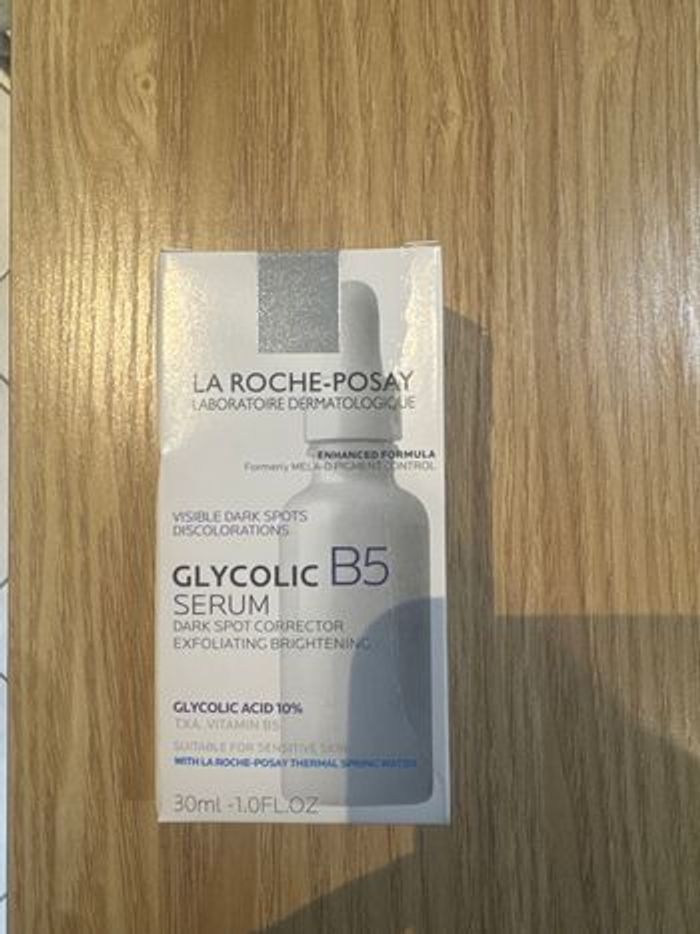 LA ROCHE-POSAY
LABORATOIRE DERMATOLOGIQUE
ENHANCED FORMULA
Formerly MELA-D PIGMENT CONTROL
VISIBLE DARK SPOTS
DISCOLORATIONS
GLYCOLIC B5
SERUM
DARK SPOT CORRECTOR
EXFOLIATING BRIGHTENING
GLYCOLIC ACID 10%
TXA, VITAMIN B5
SUITABLE FOR SENSITIVE SKIN
WITH LA ROCHE-POSAY THERMAL SPRING WATER
30ml -1.0FL.OZ